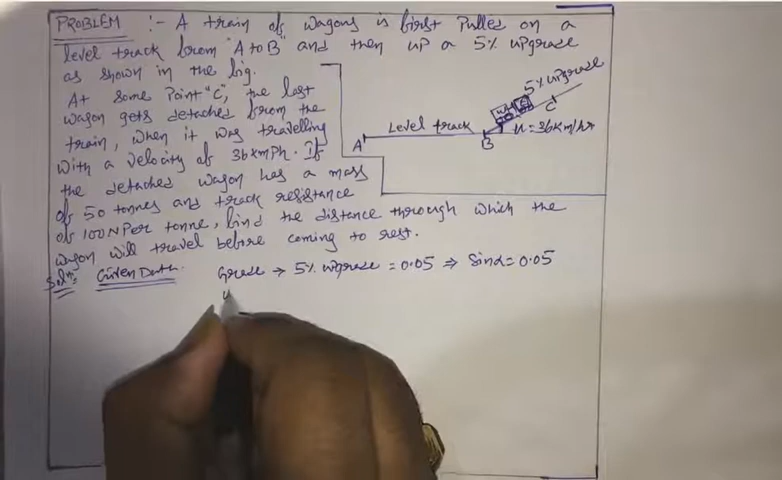 PROBLEM :- A train of wagons is first pulled on a
level track from "A to B" and then up a 5% upgrade
as shown in the fig.
At some point "C", the last
wagon gets detached from the
train, when it was travelling
with a velocity of 36 kmph. If
the detached wagon has a mass
of 50 tonnes and track resistance
of 100N Per tonne, find the distance through which the
wagon will travel before coming to rest.
5% upgrade
C
u = 36 Km/hr
Level track
A
B
Soln:- Given Data.
Grade → 5% upgrade = 0.05 ⇒ Sinα = 0.05
u